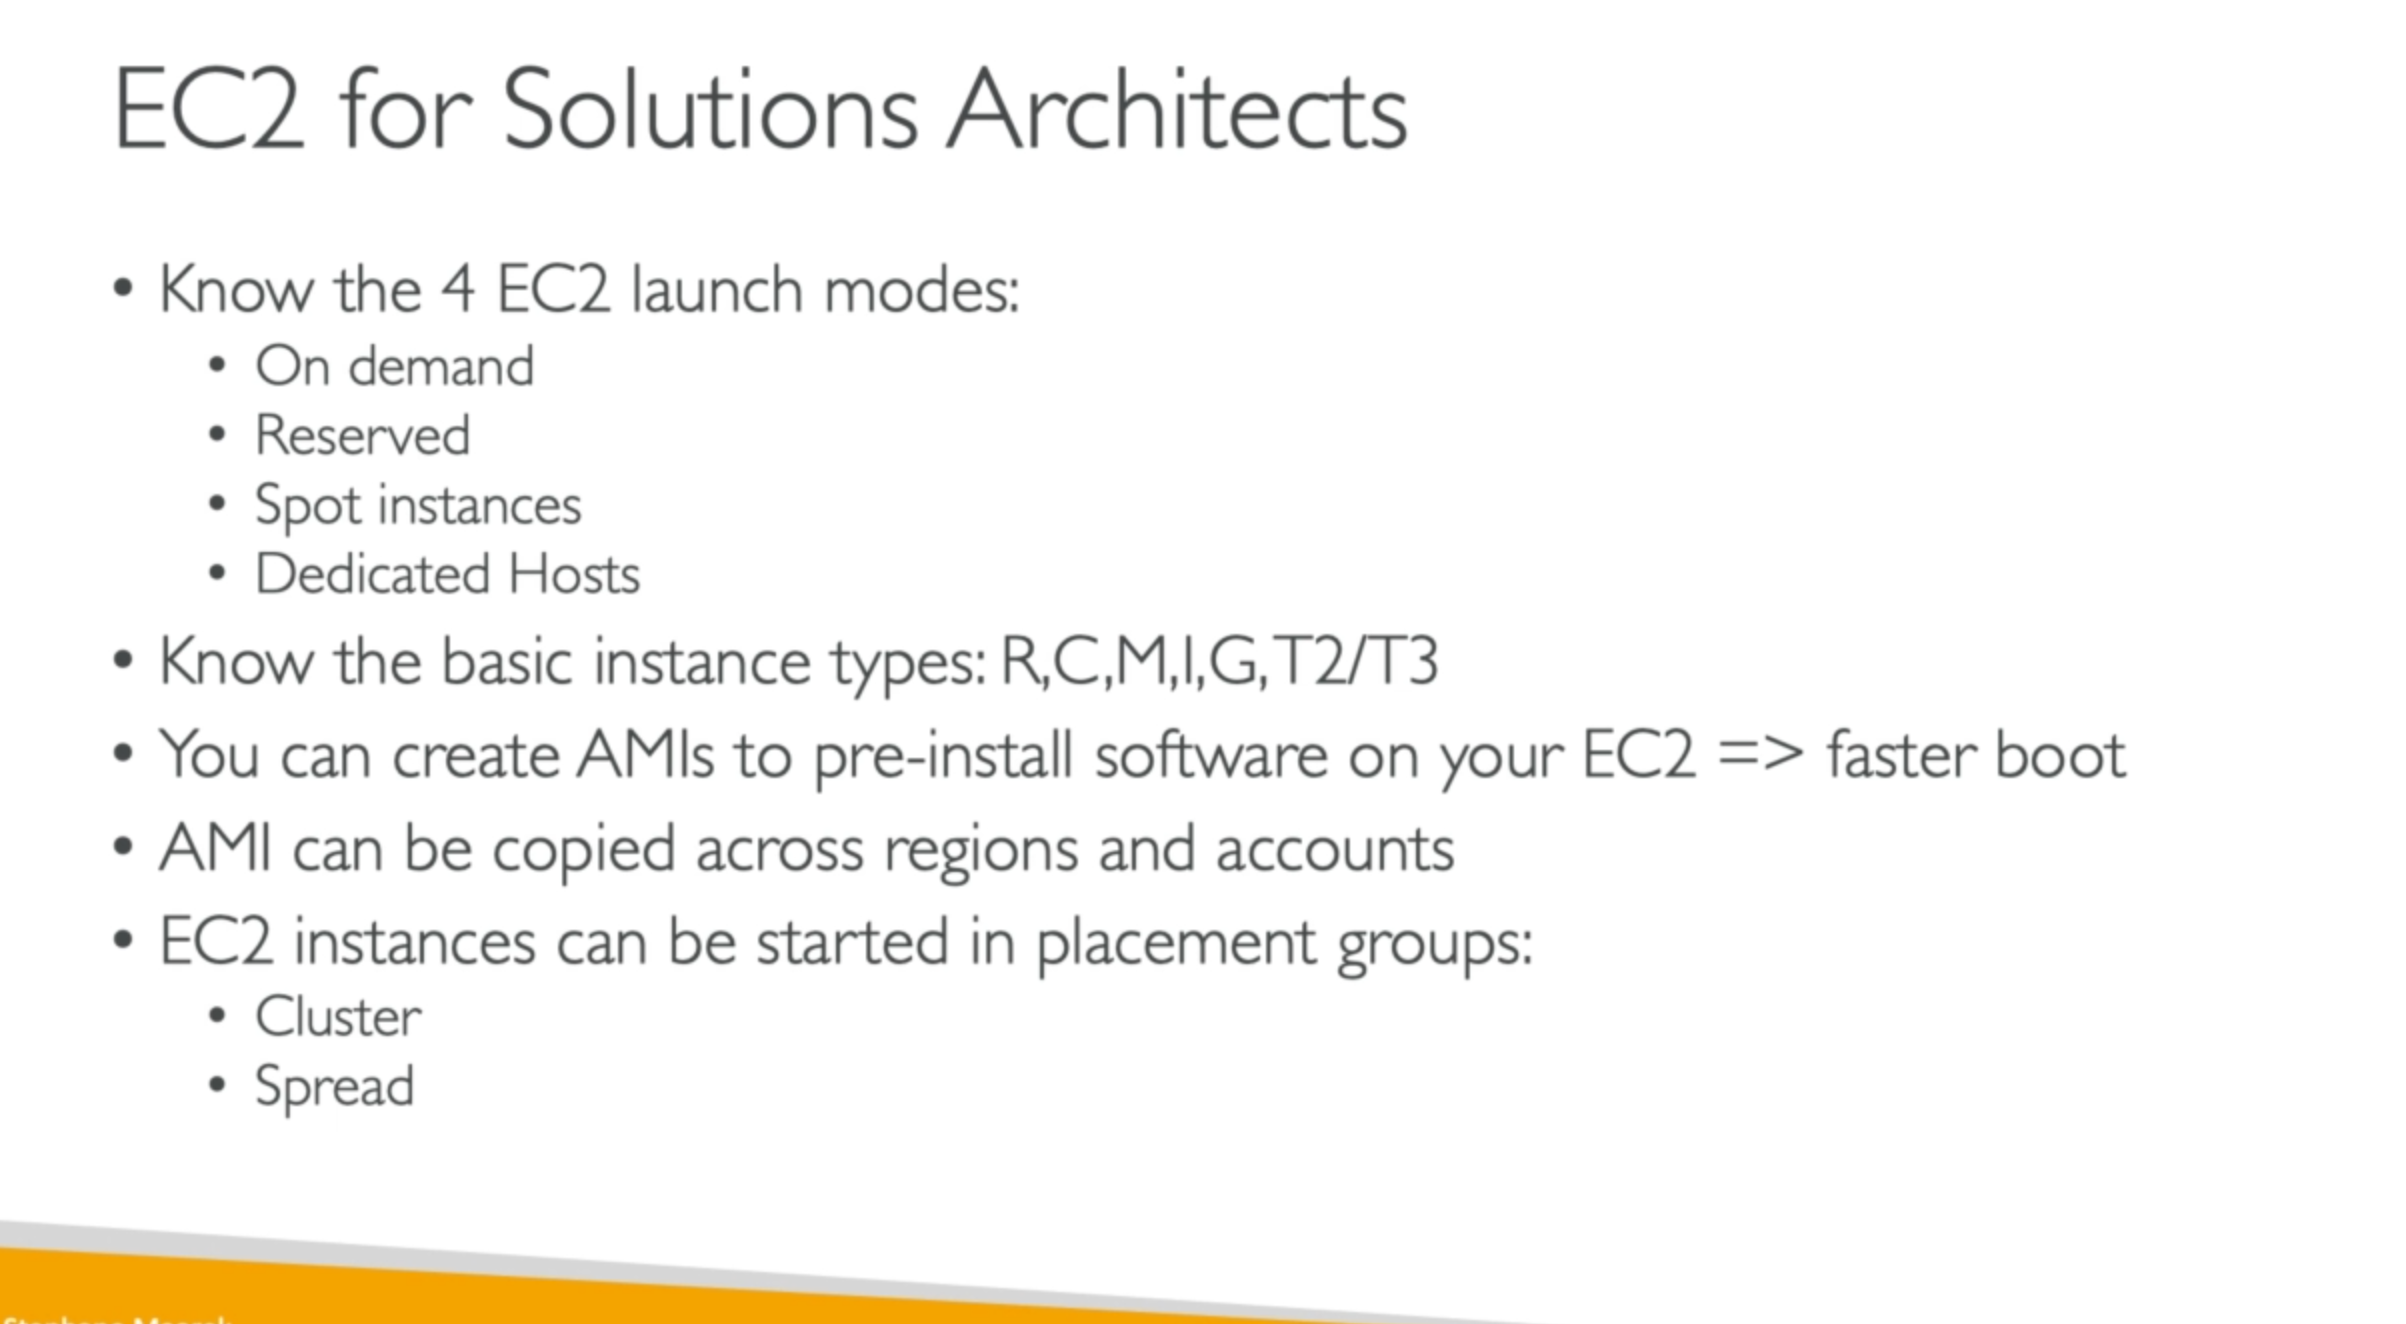 EC2 for Solutions Architects
• Know the 4 EC2 launch modes:
• On demand
• Reserved
• Spot instances
• Dedicated Hosts
• Know the basic instance types: R,C,M,I,G,T2/T3
• You can create AMIs to pre-install software on your EC2 => faster boot
• AMI can be copied across regions and accounts
• EC2 instances can be started in placement groups:
• Cluster
• Spread